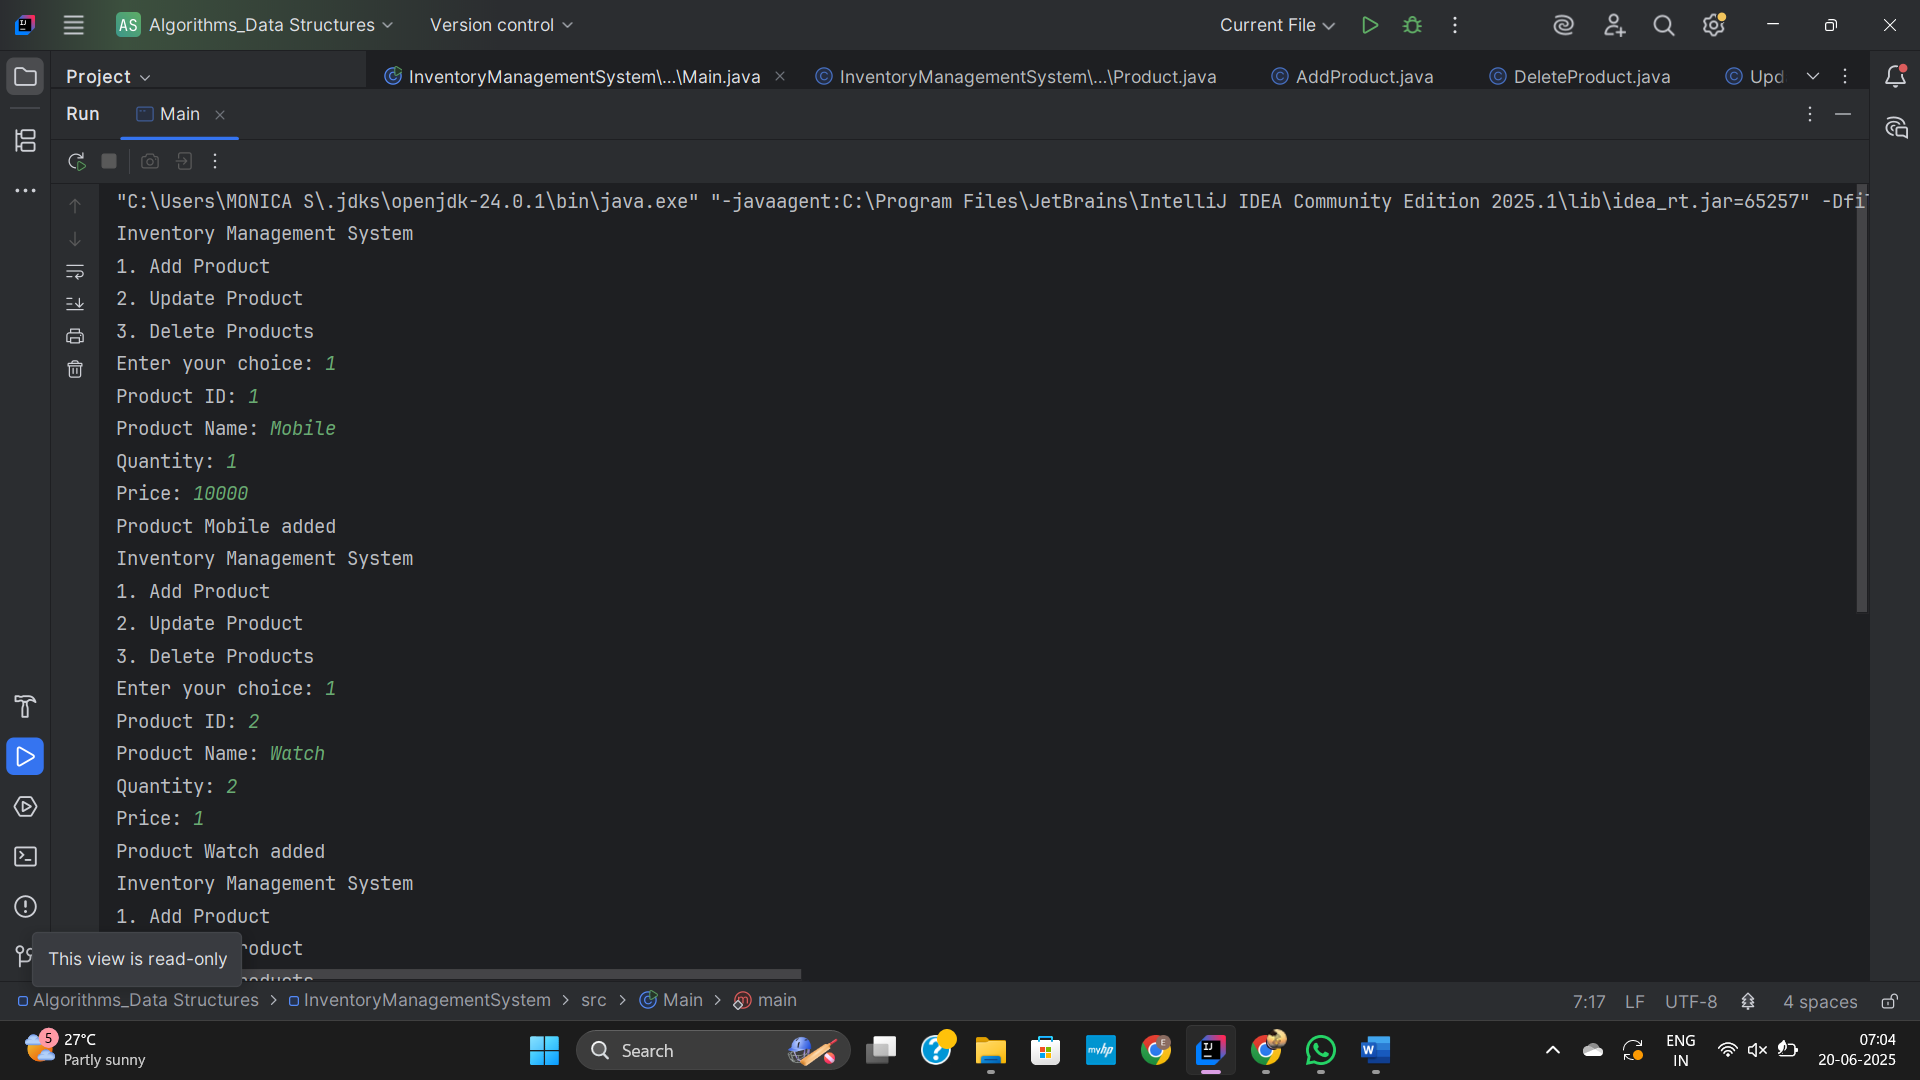 AS Algorithms_Data Structures Version control Current File
Project InventoryManagementSystem\...\Main.java InventoryManagementSystem\...\Product.java AddProduct.java DeleteProduct.java Upd
Run Main
"C:\Users\MONICA S\.jdks\openjdk-24.0.1\bin\java.exe" "-javaagent:C:\Program Files\JetBrains\IntelliJ IDEA Community Edition 2025.1\lib\idea_rt.jar=65257" -Dfi
Inventory Management System
1. Add Product
2. Update Product
3. Delete Products
Enter your choice: 1
Product ID: 1
Product Name: Mobile
Quantity: 1
Price: 10000
Product Mobile added
Inventory Management System
1. Add Product
2. Update Product
3. Delete Products
Enter your choice: 1
Product ID: 2
Product Name: Watch
Quantity: 2
Price: 1
Product Watch added
Inventory Management System
1. Add Product
roduct
This view is read-only
Algorithms_Data Structures > InventoryManagementSystem > src > Main > main 7:17 LF UTF-8 4 spaces
5 27°C
Partly sunny
Search
myhp
ENG
IN
07:04
20-06-2025